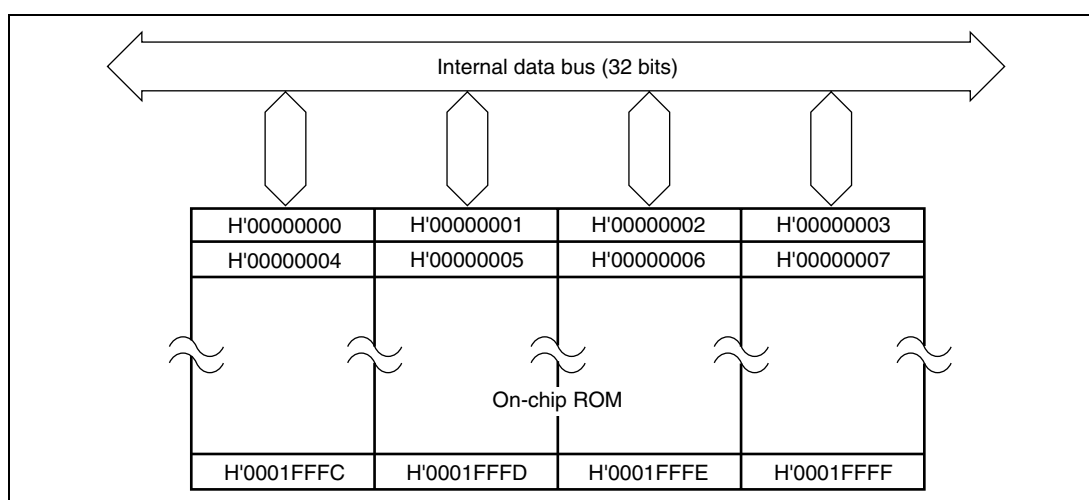 Internal data bus (32 bits)
H'00000000 H'00000001 H'00000002 H'00000003
H'00000004 H'00000005 H'00000006 H'00000007
On-chip ROM
H'0001FFFC H'0001FFFD H'0001FFFE H'0001FFFF